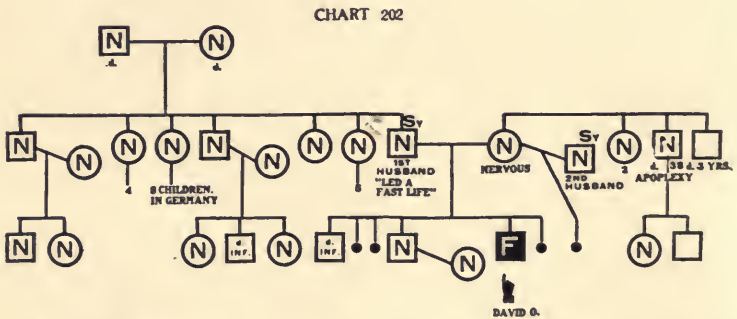 CHART 202
N N
d. d.
N N N N N N N N Sy N N Sy N N N
4 8 CHILDREN. IN GERMANY 6
1ST HUSBAND "LED A FAST LIFE"
NERVOUS
2ND HUSBAND
2
d. 38 APOPLEXY
d. 3 YRS.
N N N d. INF. N d. INF. N N F N
DAVID O.